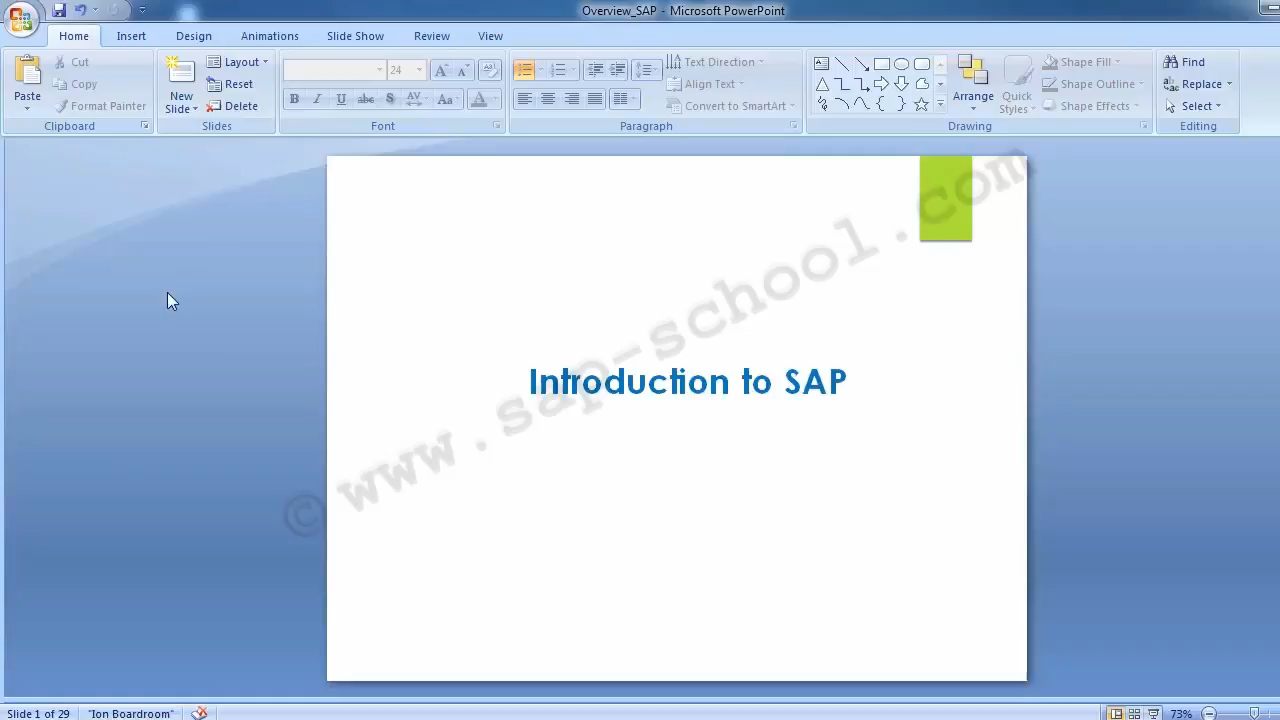 Overview_SAP - Microsoft PowerPoint
Home Insert Design Animations Slide Show Review View
Paste
Cut
Copy
Format Painter
Clipboard
New Slide
Layout
Reset
Delete
Slides
24
B I U abc S AV Aa A
Font
Text Direction
Align Text
Convert to SmartArt
Paragraph
Arrange
Quick Styles
Shape Fill
Shape Outline
Shape Effects
Drawing
Find
Replace
Select
Editing
© www.sap-school.com
Introduction to SAP
Slide 1 of 29 "Ion Boardroom" 73%